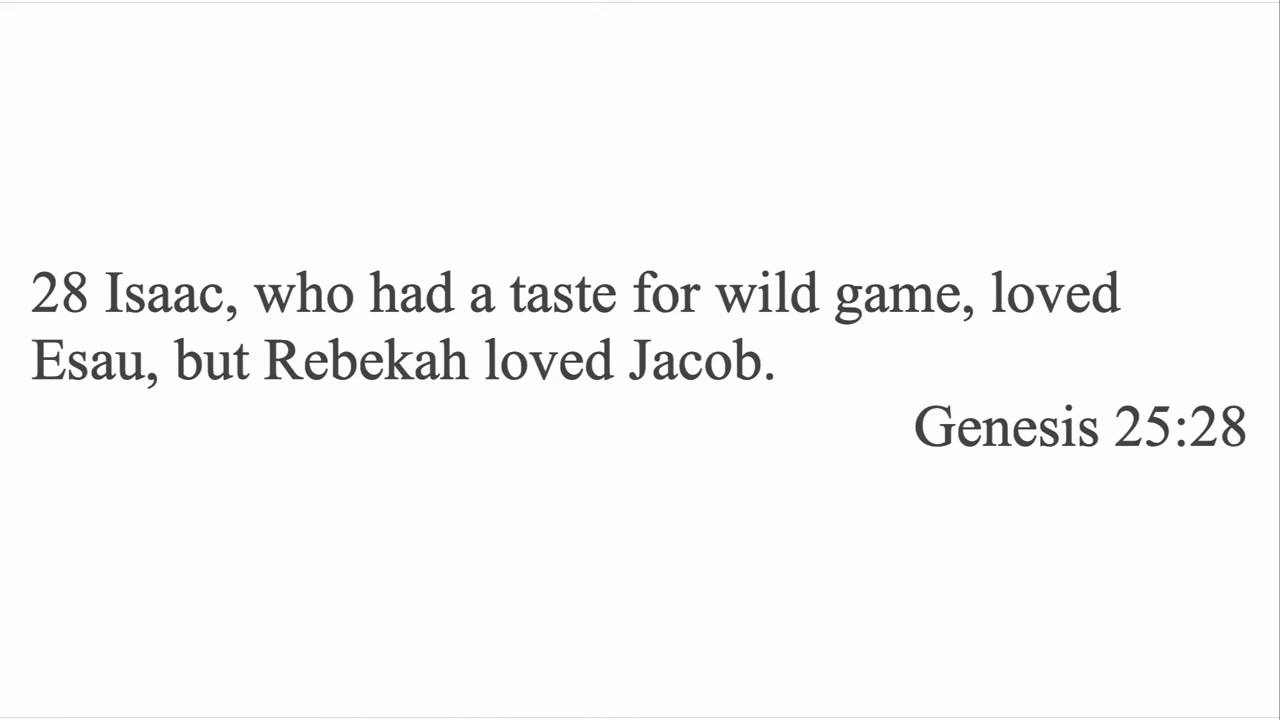 28 Isaac, who had a taste for wild game, loved
Esau, but Rebekah loved Jacob.
Genesis 25:28